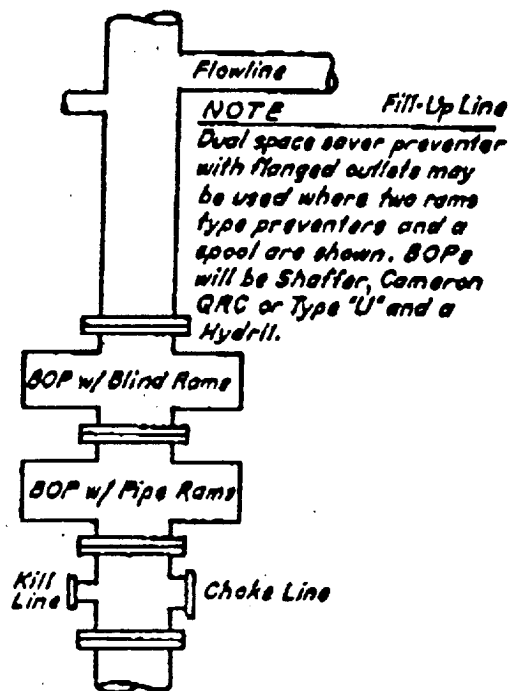 Flowline
Fill-Up Line
NOTE
Dual space saver preventer
with flanged outlets may
be used where two rams
type preventers and a
spool are shown. BOPs
will be Shaffer, Cameron
QRC or Type "U" and a
Hydril.
BOP w/ Blind Rams
BOP w/ Pipe Rams
Kill
Line
Choke Line